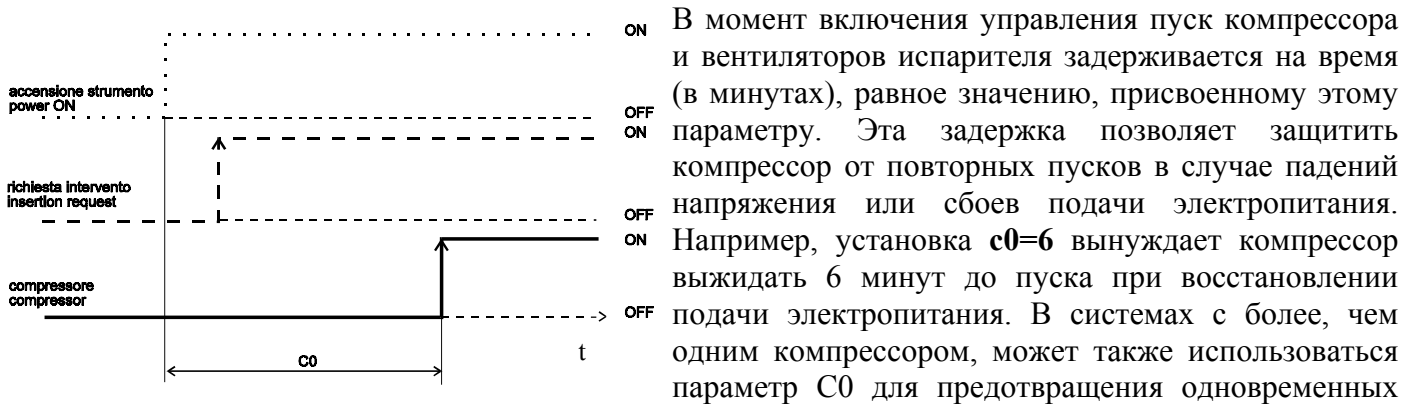 ON
accensione strumento
power ON
OFF
ON
richiesta intervento
insertion request
OFF
ON
compressore
compressor
OFF
t
C0
В момент включения управления пуск компрессора
и вентиляторов испарителя задерживается на время
(в минутах), равное значению, присвоенному этому
параметру. Эта задержка позволяет защитить
компрессор от повторных пусков в случае падений
напряжения или сбоев подачи электропитания.
Например, установка c0=6 вынуждает компрессор
выжидать 6 минут до пуска при восстановлении
подачи электропитания. В системах с более, чем
одним компрессором, может также использоваться
параметр С0 для предотвращения одновременных